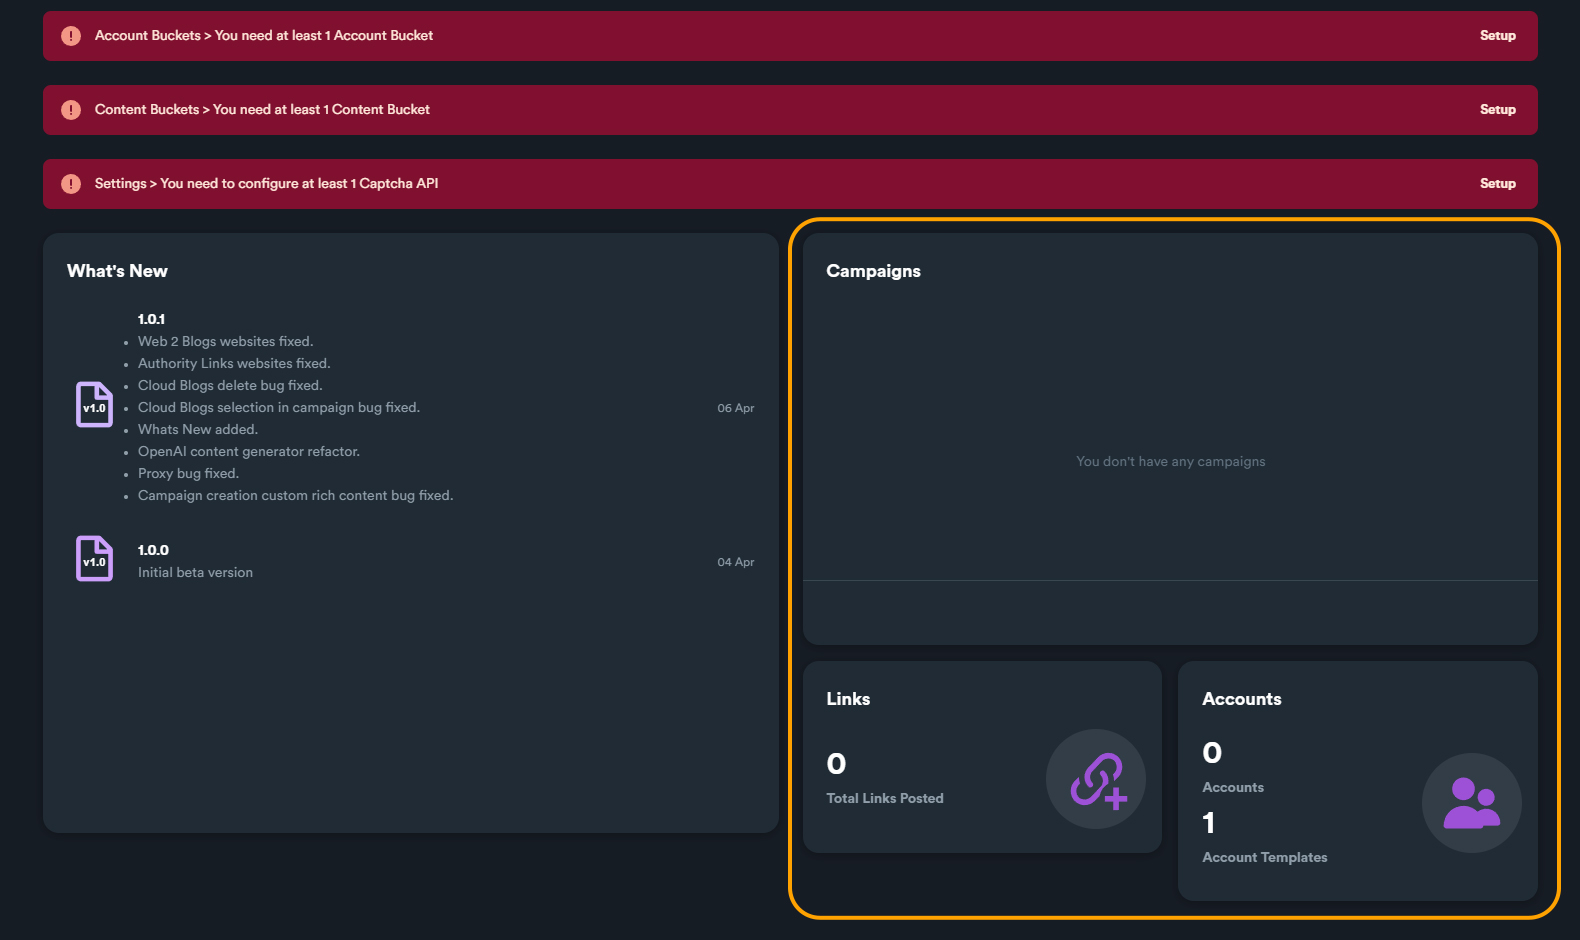 Account Buckets > You need at least 1 Account Bucket
Setup
Content Buckets > You need at least 1 Content Bucket
Setup
Settings > You need to configure at least 1 Captcha API
Setup
What's New
1.0.1
Web 2 Blogs websites fixed.
Authority Links websites fixed.
Cloud Blogs delete bug fixed.
v1.0
Cloud Blogs selection in campaign bug fixed.
06 Apr
Whats New added.
OpenAI content generator refactor.
Proxy bug fixed.
Campaign creation custom rich content bug fixed.
v1.0
1.0.0
Initial beta version
04 Apr
Campaigns
You don't have any campaigns
Links
0
Total Links Posted
Accounts
0
Accounts
1
Account Templates